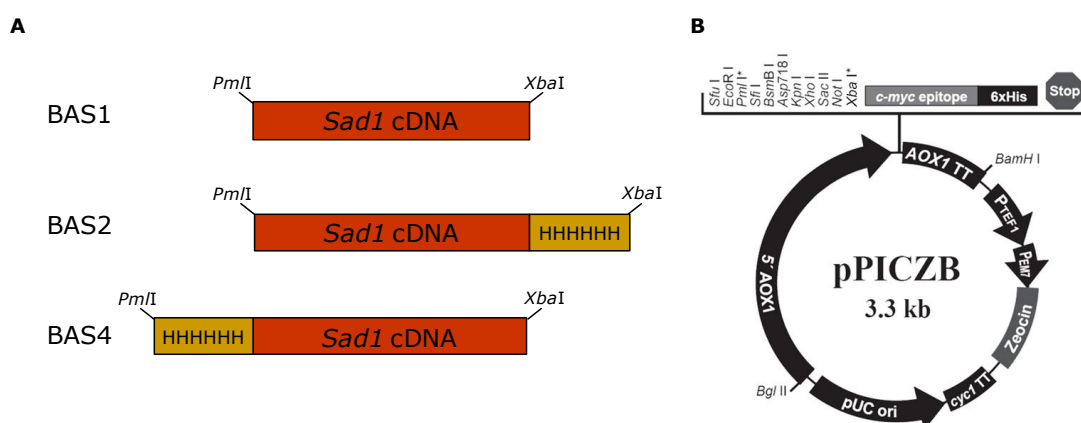 A
BAS1
PmlI
XbaI
Sad1 cDNA
BAS2
PmlI
XbaI
Sad1 cDNA
HHHHHH
BAS4
PmlI
XbaI
HHHHHH
Sad1 cDNA
B
Sfu I
EcoR I
Pml I*
Sfi I
BsmB I
Asp718 I
Kpn I
Xho I
Sac II
Not I
Xba I*
c-myc epitope
6xHis
Stop
AOX1 TT
BamH I
PTEF1
PEM7
Zeocin
cyc1 TT
pUC ori
Bgl II
5´ AOX1
pPICZB
3.3 kb